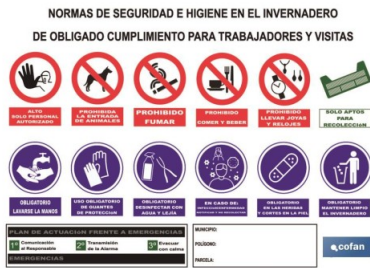 NORMAS DE SEGURIDAD E HIGIENE EN EL INVERNADERO
DE OBLIGADO CUMPLIMIENTO PARA TRABAJADORES Y VISITAS
ALTO
SOLO PERSONAL
AUTORIZADO
PROHIBIDA
LA ENTRADA
DE ANIMALES
PROHIBIDO
FUMAR
PROHIBIDO
COMER Y BEBER
PROHIBIDO
LLEVAR JOYAS
Y RELOJES
SOLO APTOS
PARA
RECOLECCIÓN
OBLIGATORIO
LAVARSE LA MANOS
USO OBLIGATORIO
DE GUANTES
DE PROTECCIÓN
OBLIGATORIO
DESINFECTAR CON
AGUA Y LEJÍA
EN CASO DE
OBLIGATORIO
EN LAS HERIDAS
Y CORTES EN LA PIEL
OBLIGATORIO
MANTENER LIMPIO
EL INVERNADERO
PLAN DE ACTUACIÓN FRENTE A EMERGENCIAS
1º Comunicación
al Responsable
2º Transmisión
de la Alarma
3º Evacuar
con calma
EMERGENCIAS
MUNICIPIO:
POLÍGONO:
PARCELA:
cofan